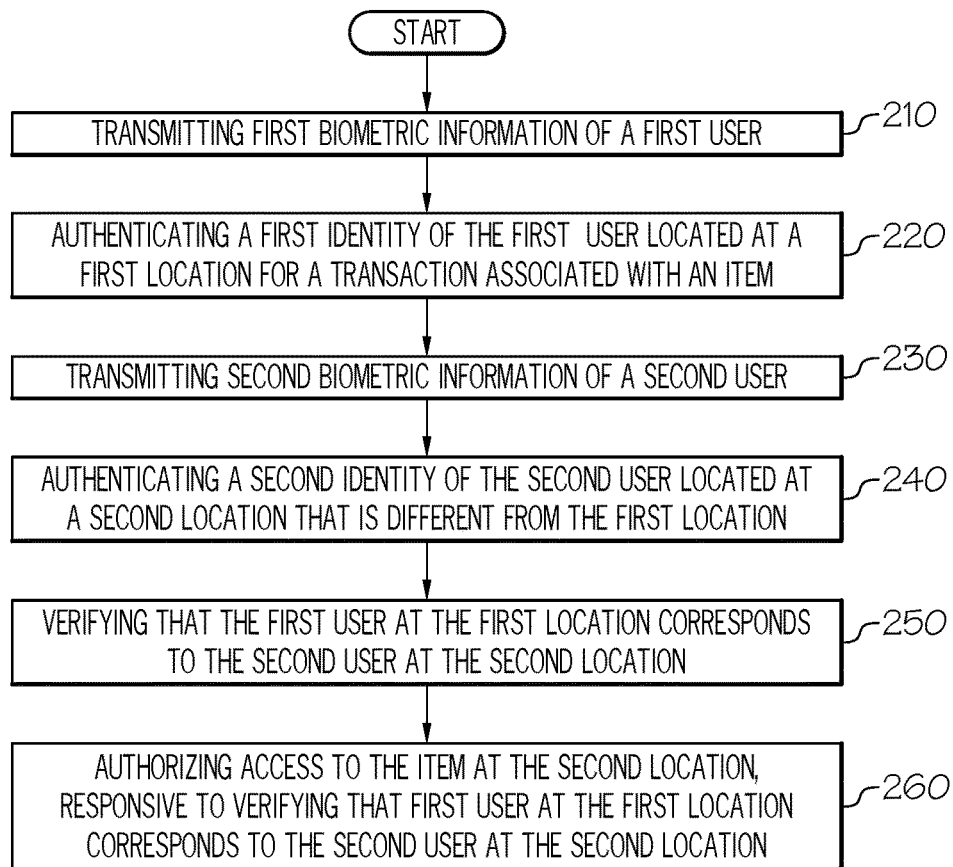 START
TRANSMITTING FIRST BIOMETRIC INFORMATION OF A FIRST USER
210
AUTHENTICATING A FIRST IDENTITY OF THE FIRST USER LOCATED AT A
FIRST LOCATION FOR A TRANSACTION ASSOCIATED WITH AN ITEM
220
TRANSMITTING SECOND BIOMETRIC INFORMATION OF A SECOND USER
230
AUTHENTICATING A SECOND IDENTITY OF THE SECOND USER LOCATED AT
A SECOND LOCATION THAT IS DIFFERENT FROM THE FIRST LOCATION
240
VERIFYING THAT THE FIRST USER AT THE FIRST LOCATION CORRESPONDS
TO THE SECOND USER AT THE SECOND LOCATION
250
AUTHORIZING ACCESS TO THE ITEM AT THE SECOND LOCATION,
RESPONSIVE TO VERIFYING THAT FIRST USER AT THE FIRST LOCATION
CORRESPONDS TO THE SECOND USER AT THE SECOND LOCATION
260